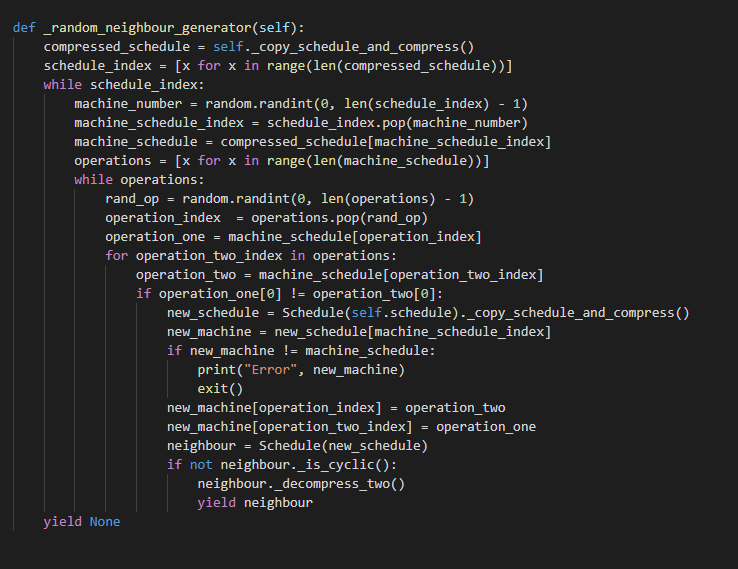 def _random_neighbour_generator(self):
    compressed_schedule = self._copy_schedule_and_compress()
    schedule_index = [x for x in range(len(compressed_schedule))]
    while schedule_index:
        machine_number = random.randint(0, len(schedule_index) - 1)
        machine_schedule_index = schedule_index.pop(machine_number)
        machine_schedule = compressed_schedule[machine_schedule_index]
        operations = [x for x in range(len(machine_schedule))]
        while operations:
            rand_op = random.randint(0, len(operations) - 1)
            operation_index  = operations.pop(rand_op)
            operation_one = machine_schedule[operation_index]
            for operation_two_index in operations:
                operation_two = machine_schedule[operation_two_index]
                if operation_one[0] != operation_two[0]:
                    new_schedule = Schedule(self.schedule)._copy_schedule_and_compress()
                    new_machine = new_schedule[machine_schedule_index]
                    if new_machine != machine_schedule:
                        print("Error", new_machine)
                        exit()
                    new_machine[operation_index] = operation_two
                    new_machine[operation_two_index] = operation_one
                    neighbour = Schedule(new_schedule)
                    if not neighbour._is_cyclic():
                        neighbour._decompress_two()
                        yield neighbour
    yield None